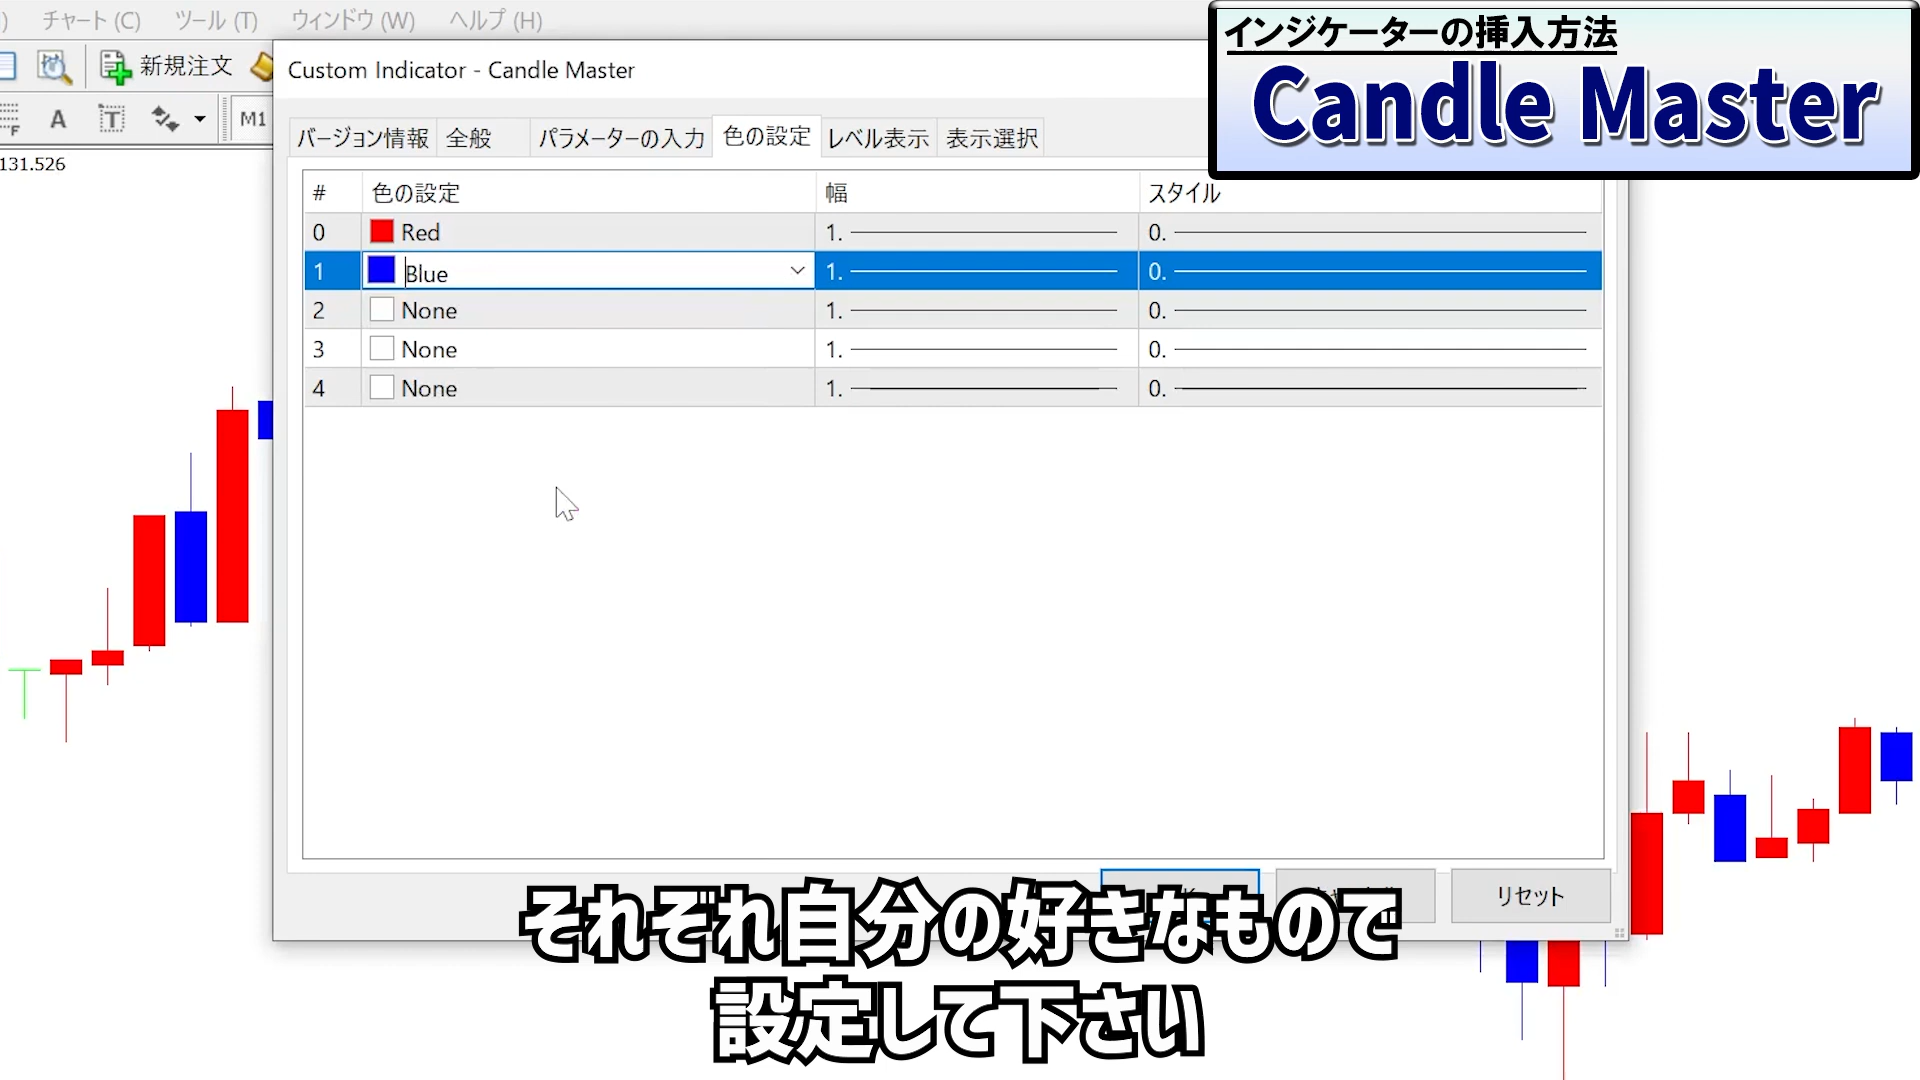 チャート (C) ツール (T) ウィンドウ (W) ヘルプ (H)
インジケーターの挿入方法
Candle Master
新規注文
Custom Indicator - Candle Master
A T M1
バージョン情報 全般 パラメーターの入力 色の設定 レベル表示 表示選択
131.526
# 色の設定 幅 スタイル
0 Red 1. 0.
1 Blue 1. 0.
2 None 1. 0.
3 None 1. 0.
4 None 1. 0.
リセット
それぞれ自分の好きなもので
設定して下さい